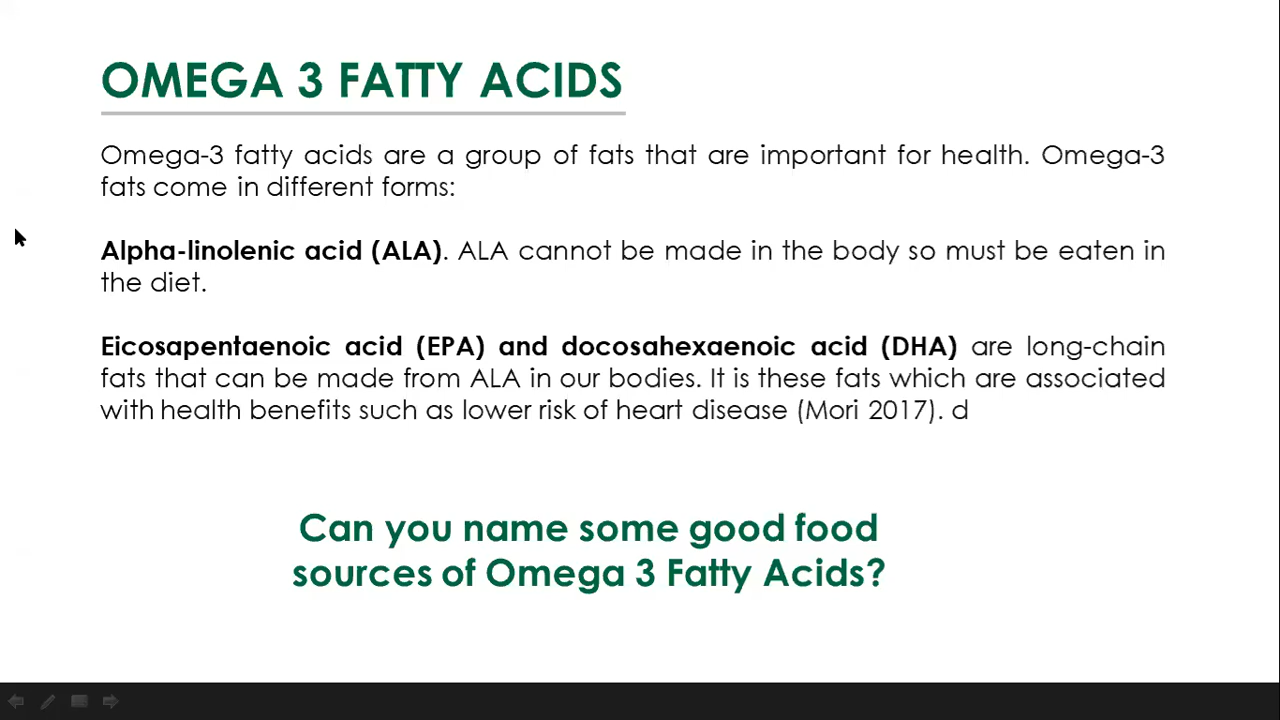 OMEGA 3 FATTY ACIDS
Omega-3 fatty acids are a group of fats that are important for health. Omega-3
fats come in different forms:
Alpha-linolenic acid (ALA). ALA cannot be made in the body so must be eaten in
the diet.
Eicosapentaenoic acid (EPA) and docosahexaenoic acid (DHA) are long-chain
fats that can be made from ALA in our bodies. It is these fats which are associated
with health benefits such as lower risk of heart disease (Mori 2017). d
Can you name some good food
sources of Omega 3 Fatty Acids?